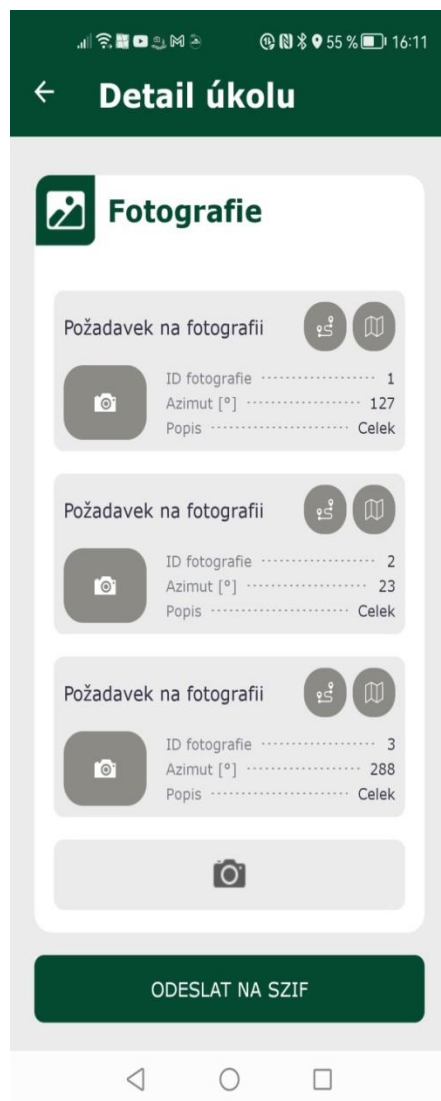 55 % 16:11
Detail úkolu
Fotografie
Požadavek na fotografii
ID fotografie 1
Azimut [°] 127
Popis Celek
Požadavek na fotografii
ID fotografie 2
Azimut [°] 23
Popis Celek
Požadavek na fotografii
ID fotografie 3
Azimut [°] 288
Popis Celek
ODESLAT NA SZIF